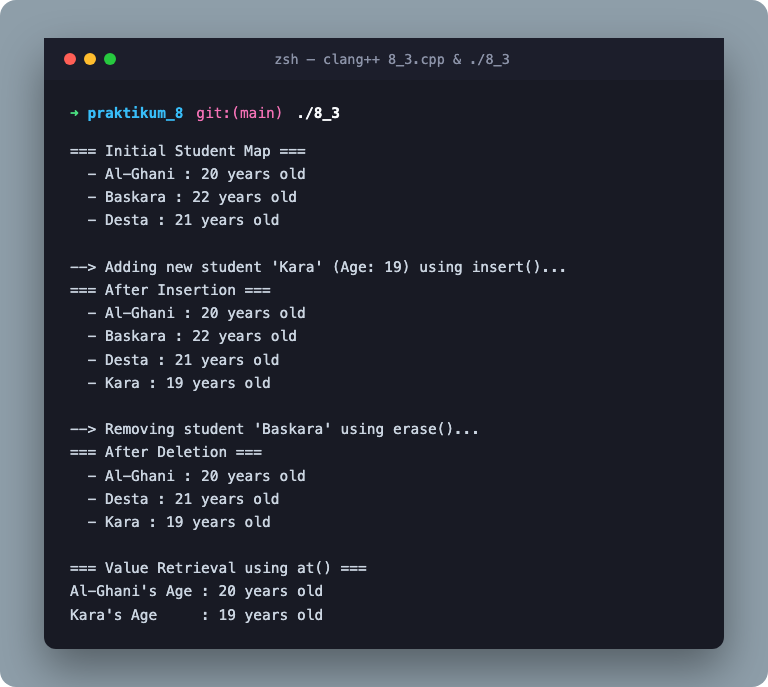 zsh — clang++ 8_3.cpp & ./8_3
➜ praktikum_8 git:(main) ./8_3
=== Initial Student Map ===
  - Al-Ghani : 20 years old
  - Baskara : 22 years old
  - Desta : 21 years old

--> Adding new student 'Kara' (Age: 19) using insert()...
=== After Insertion ===
  - Al-Ghani : 20 years old
  - Baskara : 22 years old
  - Desta : 21 years old
  - Kara : 19 years old

--> Removing student 'Baskara' using erase()...
=== After Deletion ===
  - Al-Ghani : 20 years old
  - Desta : 21 years old
  - Kara : 19 years old

=== Value Retrieval using at() ===
Al-Ghani's Age : 20 years old
Kara's Age     : 19 years old